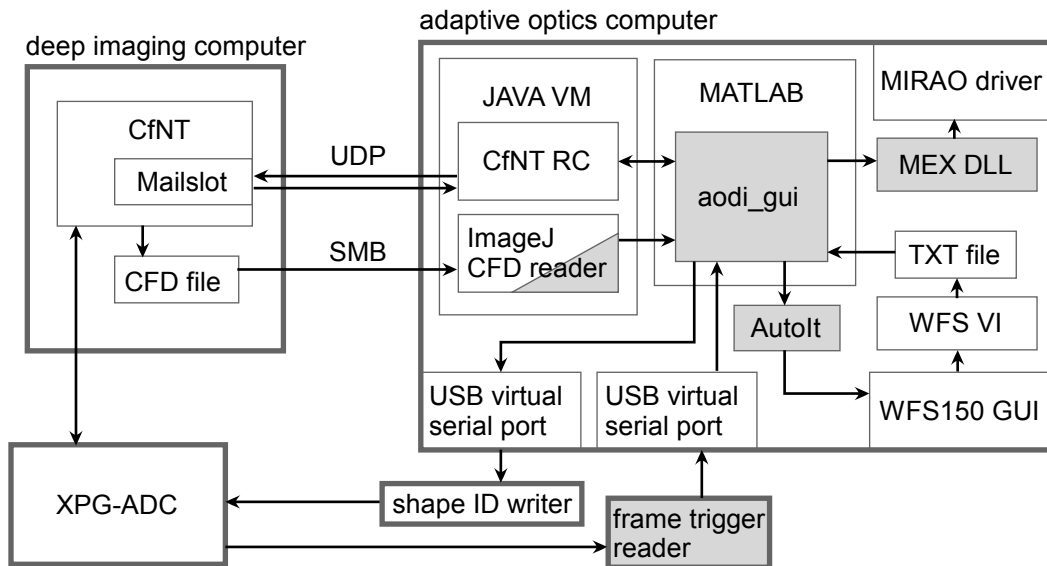 adaptive optics computer
deep imaging computer
CfNT
Mailslot
CFD file
UDP
SMB
JAVA VM
CfNT RC
ImageJ
CFD reader
MATLAB
aodi_gui
MIRAO driver
MEX DLL
TXT file
WFS VI
AutoIt
WFS150 GUI
USB virtual
serial port
USB virtual
serial port
XPG-ADC
shape ID writer
frame trigger
reader